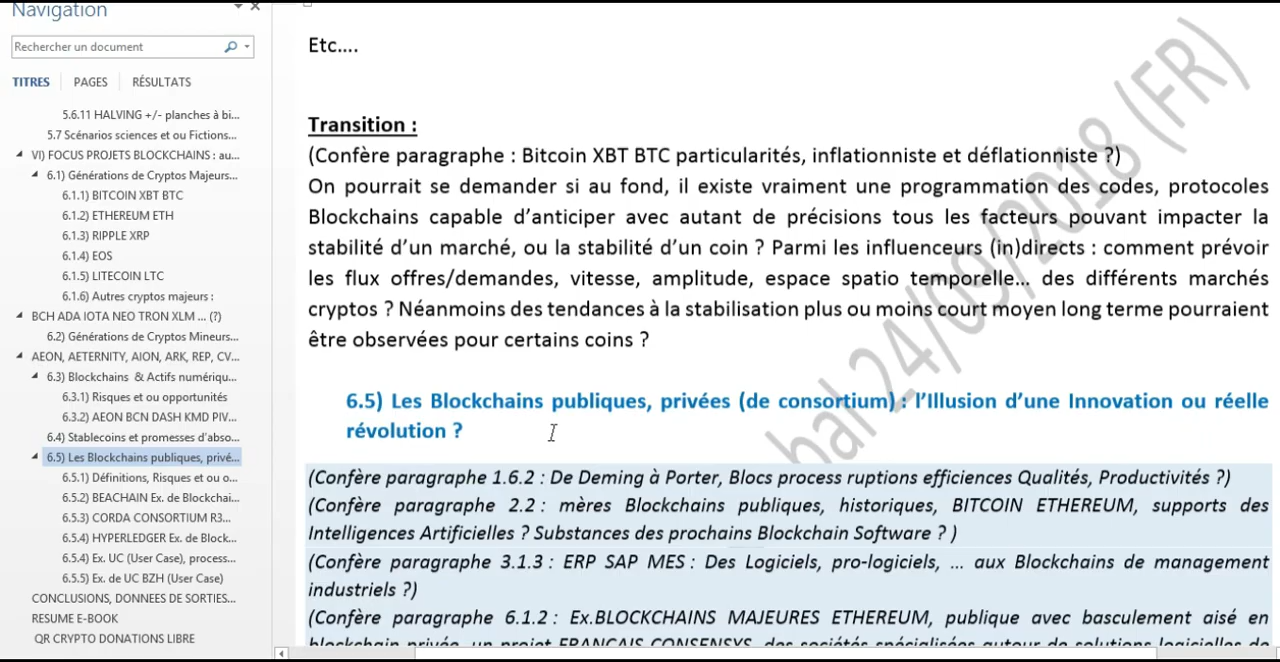 Navigation
Rechercher un document
TITRES PAGES RÉSULTATS
5.6.11 HALVING +/- planches à bi...
5.7 Scénarios sciences et ou Fictions...
VI) FOCUS PROJETS BLOCKCHAINS : au...
6.1) Générations de Cryptos Majeurs...
6.1.1) BITCOIN XBT BTC
6.1.2) ETHEREUM ETH
6.1.3) RIPPLE XRP
6.1.4) EOS
6.1.5) LITECOIN LTC
6.1.6) Autres cryptos majeurs :
BCH ADA IOTA NEO TRON XLM ... (?)
6.2) Générations de Cryptos Mineurs...
AEON, AETERNITY, AION, ARK, REP, CV...
6.3) Blockchains & Actifs numériqu...
6.3.1) Risques et ou opportunités
6.3.2) AEON BCN DASH KMD PIV...
6.4) Stablecoins et promesses d'abso...
6.5) Les Blockchains publiques, privé...
6.5.1) Définitions, Risques et ou o...
6.5.2) BEACHAIN Ex. de Blockchai...
6.5.3) CORDA CONSORTIUM R3...
6.5.4) HYPERLEDGER Ex. de Block...
6.5.4) Ex. UC (User Case), process...
6.5.5) Ex. de UC BZH (User Case)
CONCLUSIONS, DONNEES DE SORTIES...
RESUME E-BOOK
QR CRYPTO DONATIONS LIBRE
Etc....
Transition :
(Confère paragraphe : Bitcoin XBT BTC particularités, inflationniste et déflationniste ?)
On pourrait se demander si au fond, il existe vraiment une programmation des codes, protocoles
Blockchains capable d'anticiper avec autant de précisions tous les facteurs pouvant impacter la
stabilité d'un marché, ou la stabilité d'un coin ? Parmi les influenceurs (in)directs : comment prévoir
les flux offres/demandes, vitesse, amplitude, espace spatio temporelle... des différents marchés
cryptos ? Néanmoins des tendances à la stabilisation plus ou moins court moyen long terme pourraient
être observées pour certains coins ?
6.5) Les Blockchains publiques, privées (de consortium) : l'Illusion d'une Innovation ou réelle
révolution ?
(Confère paragraphe 1.6.2 : De Deming à Porter, Blocs process ruptions efficiences Qualités, Productivités ?)
(Confère paragraphe 2.2 : mères Blockchains publiques, historiques, BITCOIN ETHEREUM, supports des
Intelligences Artificielles ? Substances des prochains Blockchain Software ? )
(Confère paragraphe 3.1.3 : ERP SAP MES : Des Logiciels, pro-logiciels, ... aux Blockchains de management
industriels ?)
(Confère paragraphe 6.1.2 : Ex.BLOCKCHAINS MAJEURES ETHEREUM, publique avec basculement aisé en
blockchain privée, un projet FRANCAIS CONSENSYS, des sociétés spécialisées autour de solutions logicielles de
hal 24/09/2018 (FR)